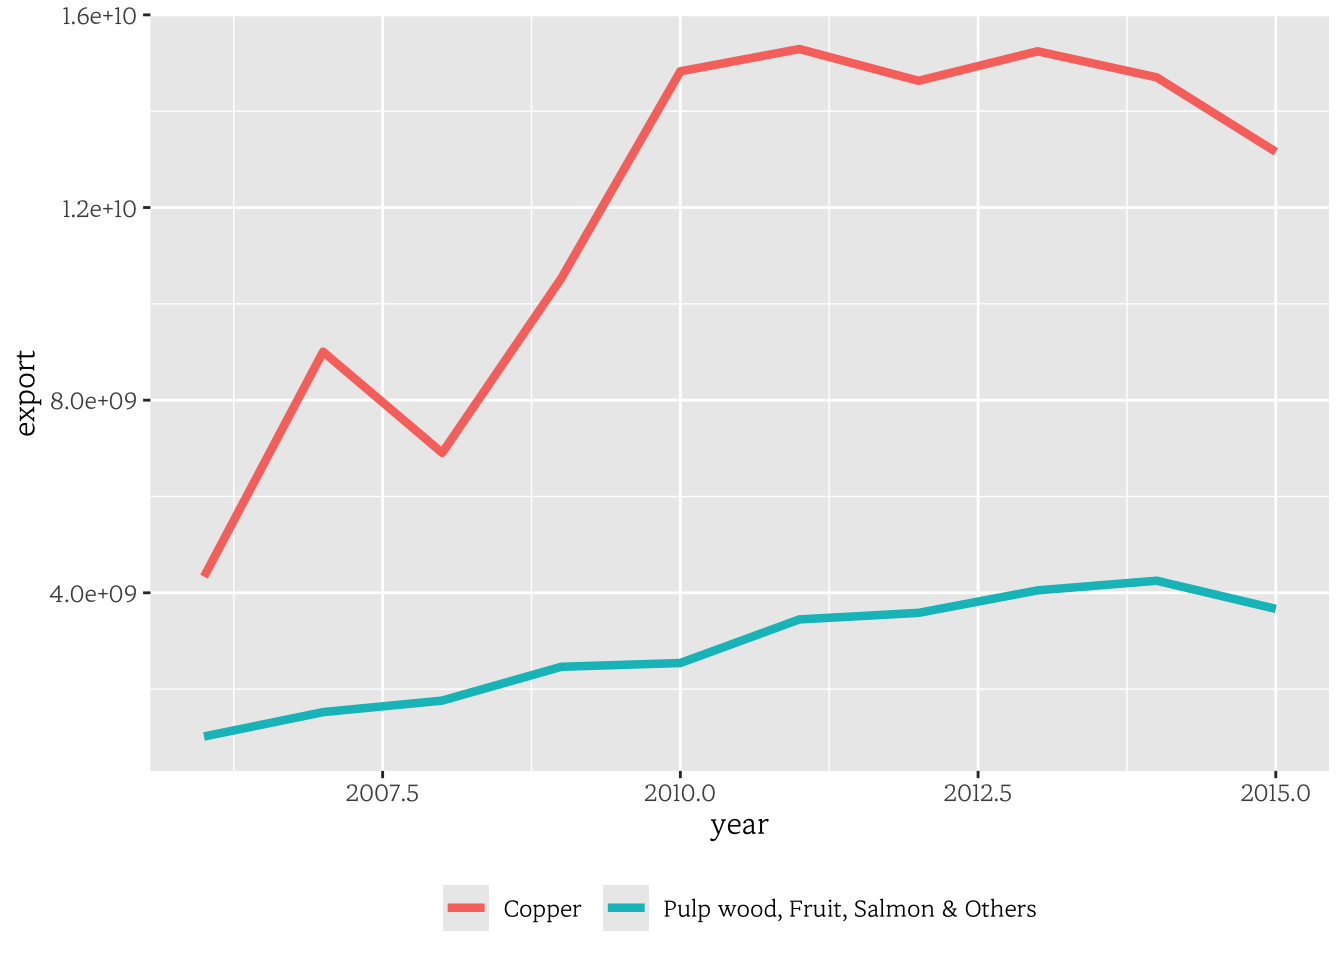 1.6e+10
1.2e+10
8.0e+09
4.0e+09
export
2007.5 2010.0 2012.5 2015.0
year
Copper Pulp wood, Fruit, Salmon & Others